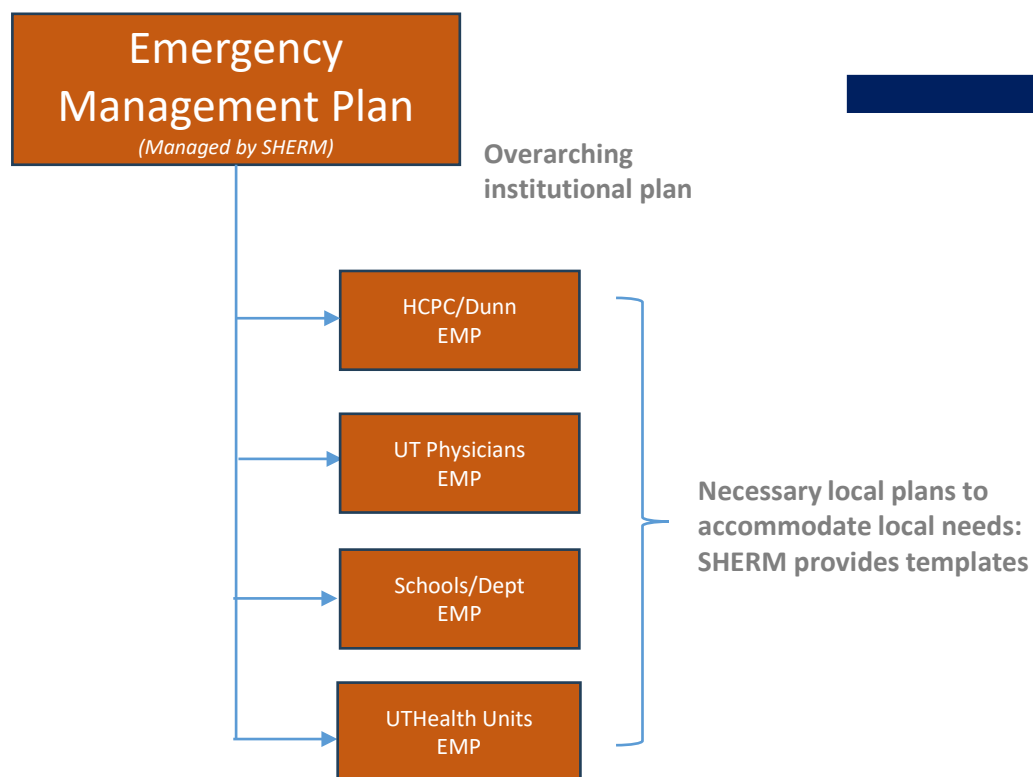 Emergency
Management Plan
(Managed by SHERM)
Overarching
institutional plan
HCPC/Dunn
EMP
UT Physicians
EMP
Necessary local plans to
accommodate local needs:
SHERM provides templates
Schools/Dept
EMP
UTHealth Units
EMP